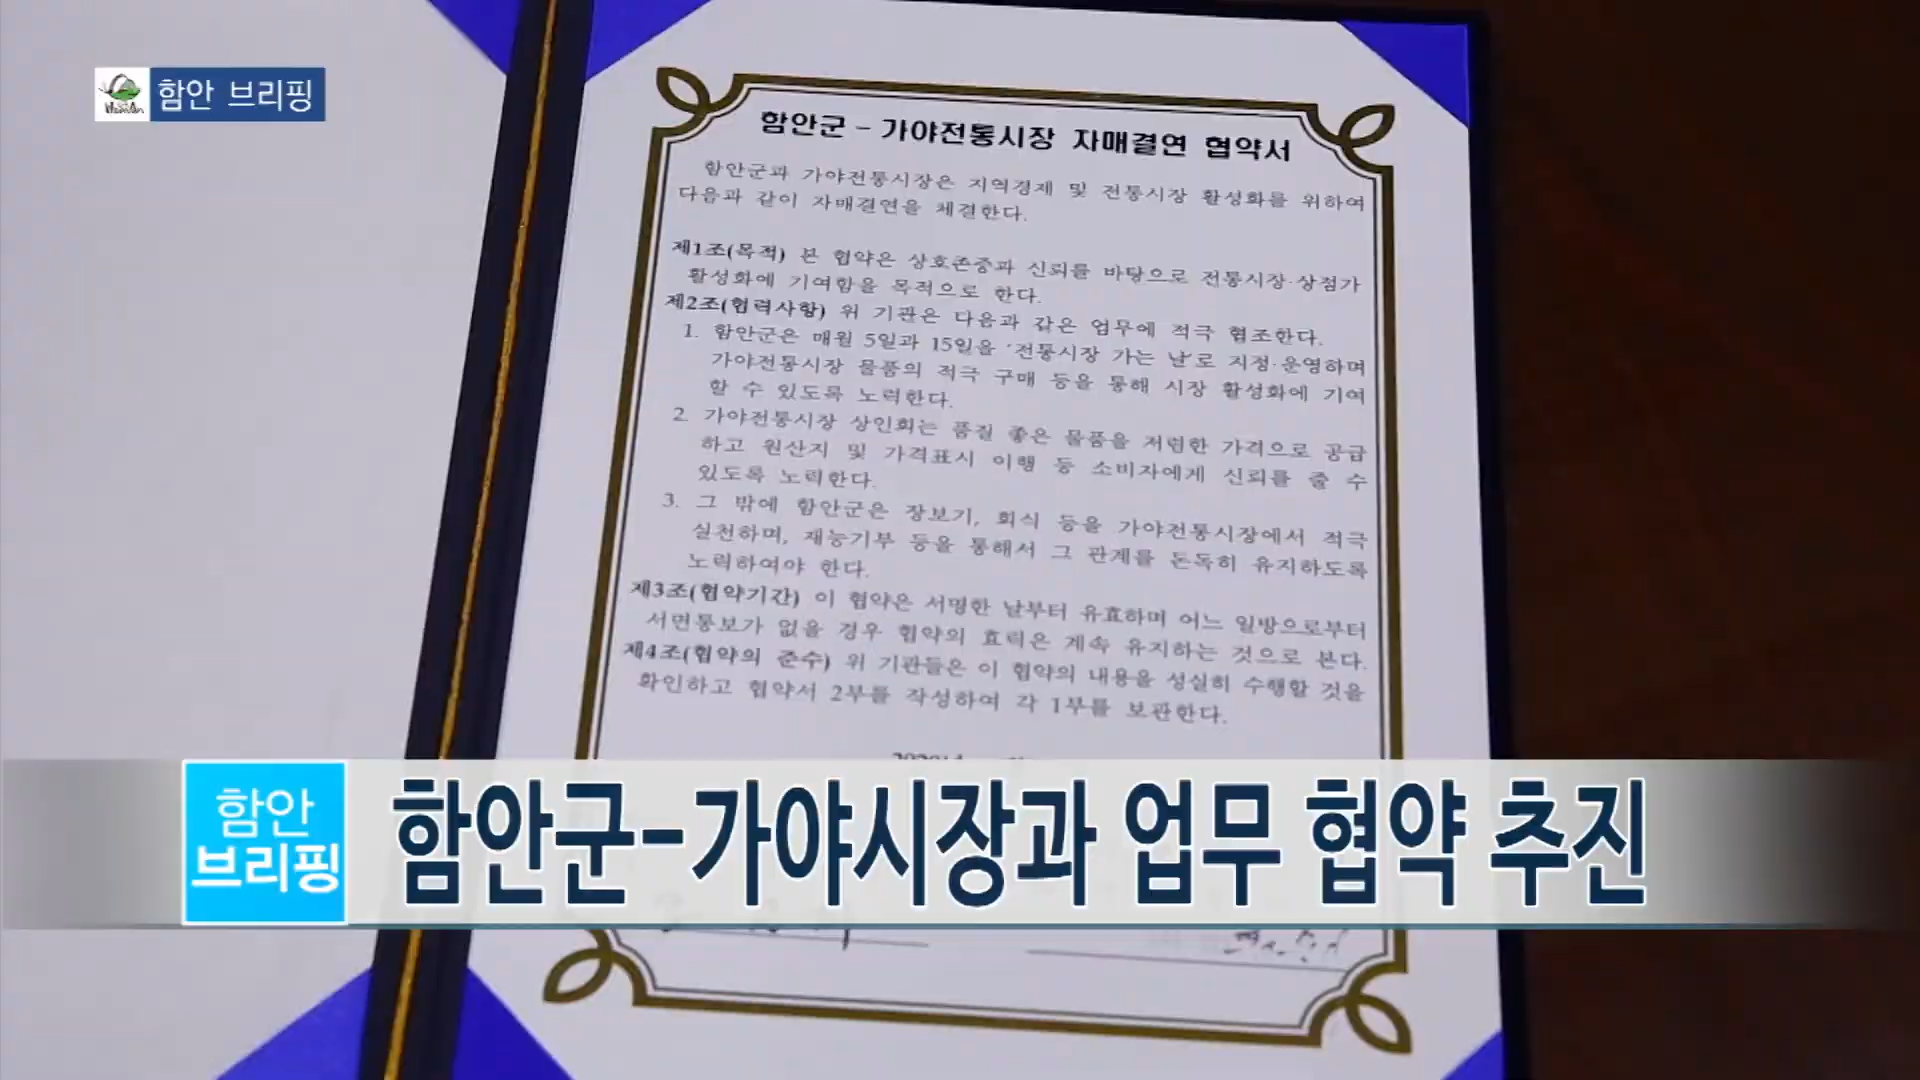 함안 브리핑
함안군 - 가야전통시장 자매결연 협약서
함안군과 가야전통시장은 지역경제 및 전통시장 활성화를 위하여
다음과 같이 자매결연을 체결한다.
제1조(목적) 본 협약은 상호존중과 신뢰를 바탕으로 전통시장·상점가
활성화에 기여함을 목적으로 한다.
제2조(협력사항) 위 기관은 다음과 같은 업무에 적극 협조한다.
1. 함안군은 매월 5일과 15일을 '전통시장 가는 날'로 지정·운영하며
가야전통시장 물품의 적극 구매 등을 통해 시장 활성화에 기여
할 수 있도록 노력한다.
2. 가야전통시장 상인회는 품질 좋은 물품을 저렴한 가격으로 공급
하고 원산지 및 가격표시 이행 등 소비자에게 신뢰를 줄 수
있도록 노력한다.
3. 그 밖에 함안군은 장보기, 회식 등을 가야전통시장에서 적극
실천하며, 재능기부 등을 통해서 그 관계를 돈독히 유지하도록
노력하여야 한다.
제3조(협약기간) 이 협약은 서명한 날부터 유효하며 어느 일방으로부터
서면통보가 없을 경우 협약의 효력은 계속 유지하는 것으로 본다.
제4조(협약의 준수) 위 기관들은 이 협약의 내용을 성실히 수행할 것을
확인하고 협약서 2부를 작성하여 각 1부를 보관한다.
함안
브리핑
함안군-가야시장과 업무 협약 추진